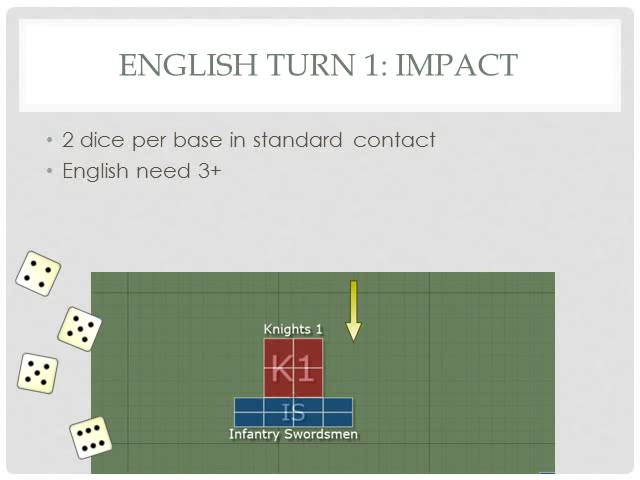 ENGLISH TURN 1: IMPACT
• 2 dice per base in standard contact
• English need 3+
Knights 1
K1
IS
Infantry Swordsmen